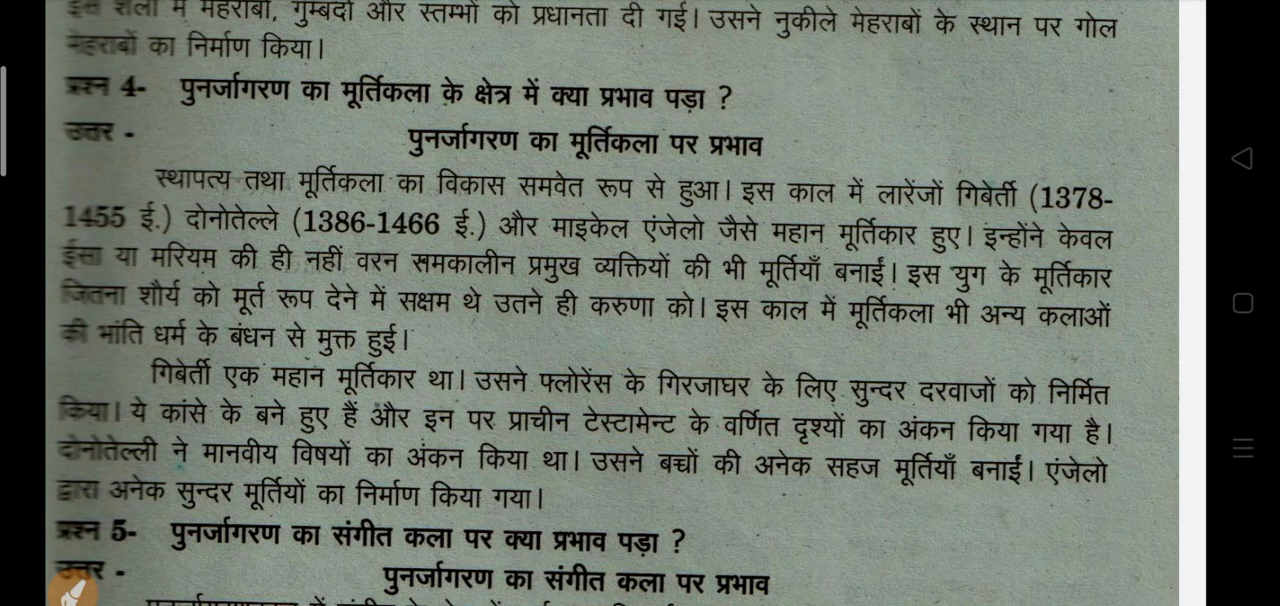 इस शैली में मेहराबों, गुम्बदों और स्तम्भों को प्रधानता दी गई। उसने नुकीले मेहराबों के स्थान पर गोल
मेहराबों का निर्माण किया।
प्रश्न 4- पुनर्जागरण का मूर्तिकला के क्षेत्र में क्या प्रभाव पड़ा ?
उत्तर -
पुनर्जागरण का मूर्तिकला पर प्रभाव
स्थापत्य तथा मूर्तिकला का विकास समवेत रूप से हुआ। इस काल में लारेंजों गिबेर्ती (1378-
1455 ई.) दोनोतेल्ले (1386-1466 ई.) और माइकेल एंजेलो जैसे महान मूर्तिकार हुए। इन्होंने केवल
ईसा या मरियम की ही नहीं वरन समकालीन प्रमुख व्यक्तियों की भी मूर्तियाँ बनाईं। इस युग के मूर्तिकार
जितना शौर्य को मूर्त रूप देने में सक्षम थे उतने ही करुणा को। इस काल में मूर्तिकला भी अन्य कलाओं
की भांति धर्म के बंधन से मुक्त हुई।
गिबेर्ती एक महान मूर्तिकार था। उसने फ्लोरेंस के गिरजाघर के लिए सुन्दर दरवाजों को निर्मित
किया। ये कांसे के बने हुए हैं और इन पर प्राचीन टेस्टामेन्ट के वर्णित दृश्यों का अंकन किया गया है।
दोनोतेल्ली ने मानवीय विषयों का अंकन किया था। उसने बच्चों की अनेक सहज मूर्तियाँ बनाईं। एंजेलो
द्वारा अनेक सुन्दर मूर्तियों का निर्माण किया गया।
प्रश्न 5- पुनर्जागरण का संगीत कला पर क्या प्रभाव पड़ा ?
उत्तर -
पुनर्जागरण का संगीत कला पर प्रभाव